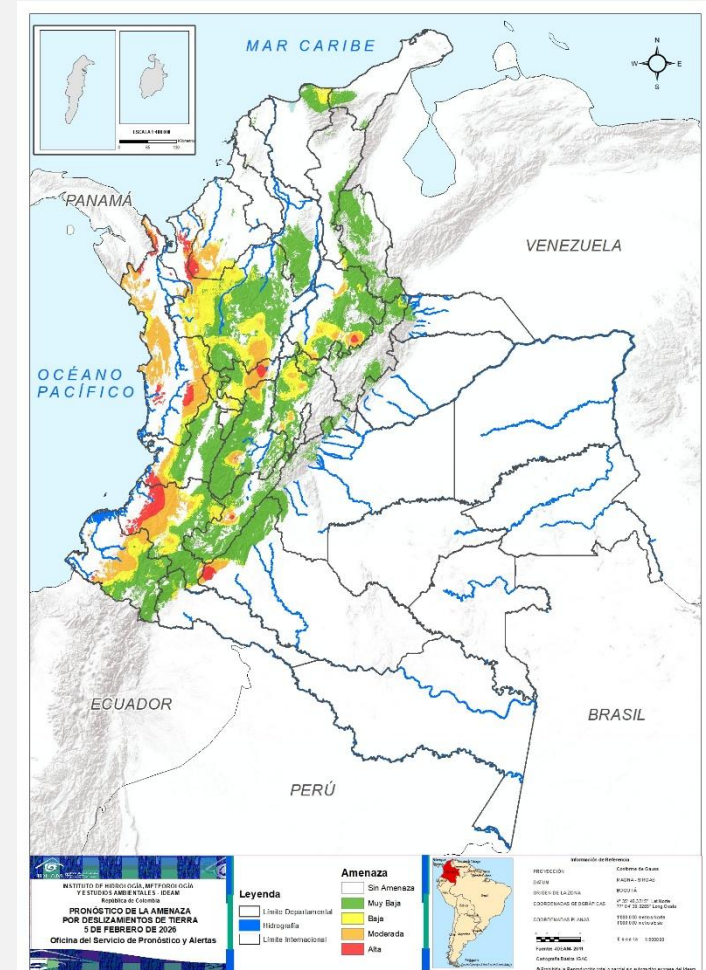 MAR CARIBE
N
W
E
S
PANAMÁ
VENEZUELA
OCÉANO
PACÍFICO
ECUADOR
BRASIL
PERÚ
INSTITUTO DE HIDROLOGÍA, METEOROLOGÍA
Y ESTUDIOS AMBIENTALES - IDEAM
República de Colombia
PRONÓSTICO DE LA AMENAZA
POR DESLIZAMIENTOS DE TIERRA
5 DE FEBRERO DE 2026
Oficina del Servicio de Pronóstico y Alertas
Leyenda
Límite Departamental
Hidrografía
Límite Internacional
Amenaza
Sin Amenaza
Muy Baja
Baja
Moderada
Alta
Información de Referencia
PROYECCIÓN
Conforme de Gauss
DATUM
MAGNA - SIRGAS
ORIGEN DE LA ZONA
BOGOTÁ
COORDENADAS GEOGRÁFICAS
COORDENADAS PLANAS
Fuente: IDEAM-
Cartografía Básica: IGAC